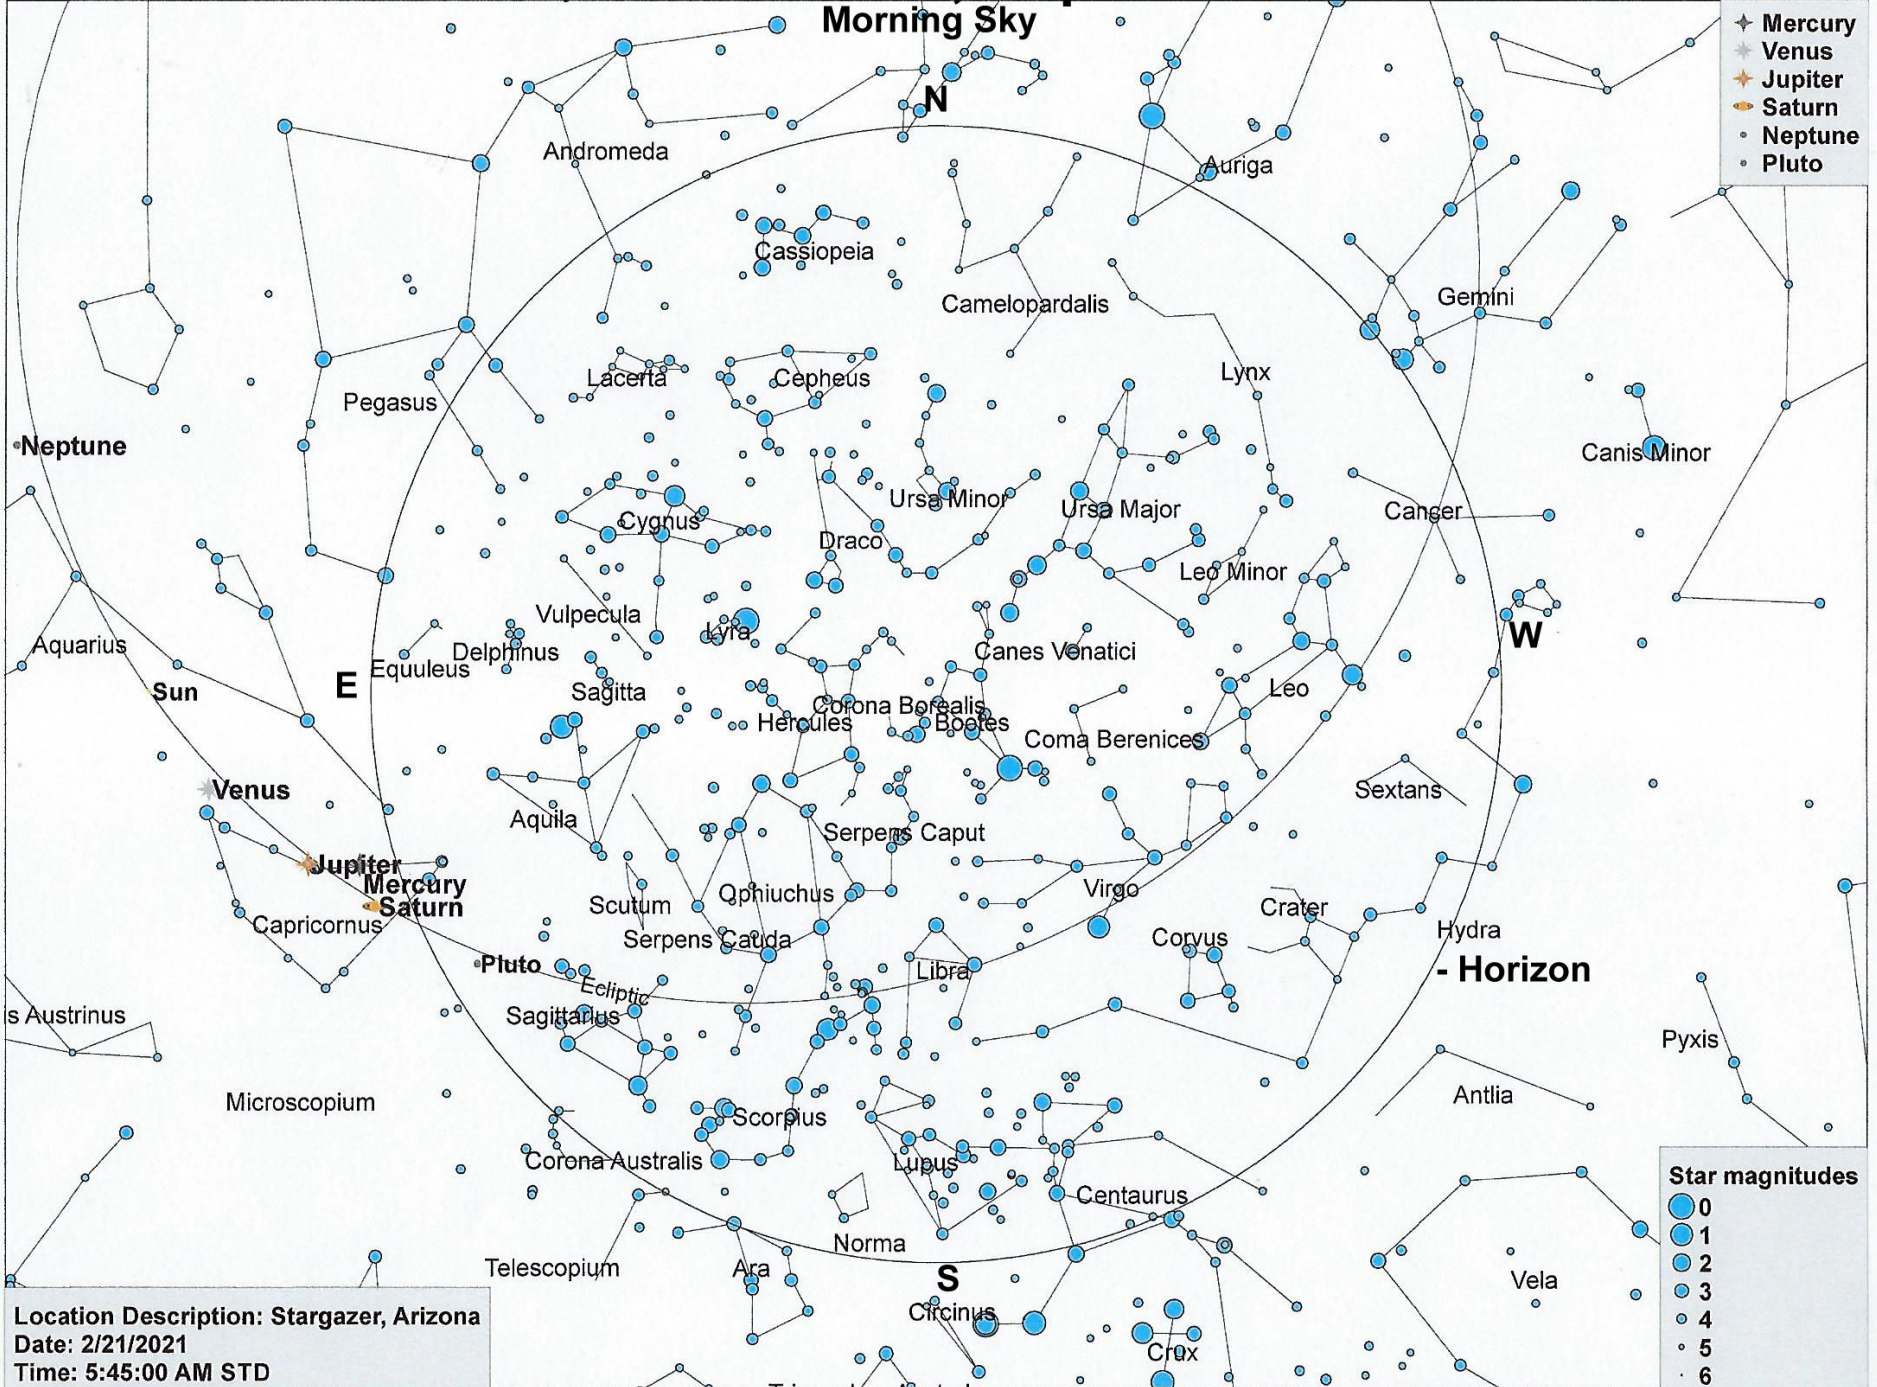 Morning Sky
Mercury
Venus
Jupiter
Saturn
Neptune
Pluto
N
Andromeda
Auriga
Cassiopeia
Camelopardalis
Gemini
Lacerta
Cepheus
Lynx
Pegasus
Neptune
Canis Minor
Ursa Minor
Ursa Major
Cancer
Cygnus
Draco
Leo Minor
Vulpecula
Lyra
W
Aquarius
Equuleus
Delphinus
Canes Venatici
Sun
E
Sagitta
Leo
Corona Borealis
Hercules
Bootes
Coma Berenices
Venus
Sextans
Aquila
Serpens Caput
Jupiter
Mercury
Saturn
Ophiuchus
Virgo
Scutum
Crater
Capricornus
Serpens Cauda
Corvus
Hydra
Pluto
Libra
- Horizon
Ecliptic
is Austrinus
Sagittarius
Pyxis
Microscopium
Scorpius
Antlia
Corona Australis
Lupus
Centaurus
Star magnitudes
0
1
2
3
4
5
6
Norma
Telescopium
Ara
S
Vela
Circinus
Crux
Location Description: Stargazer, Arizona
Date: 2/21/2021
Time: 5:45:00 AM STD